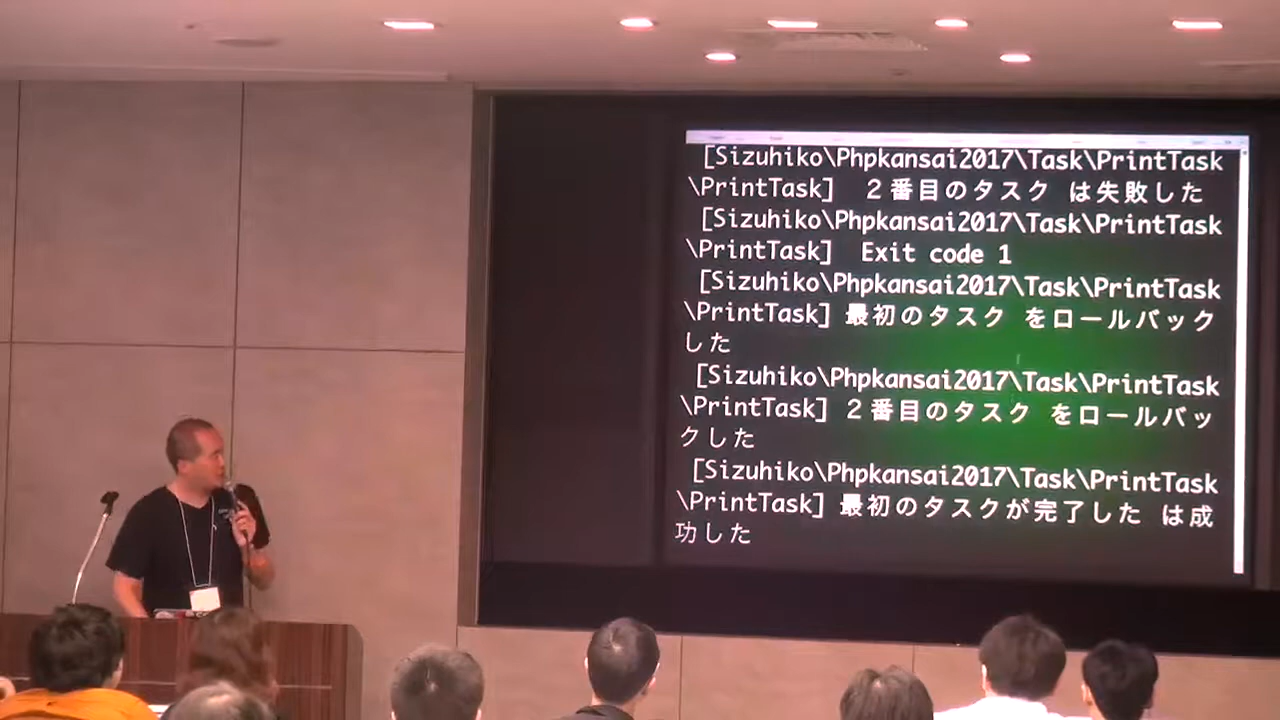 [Sizuhiko\Phpkansai2017\Task\PrintTask
\PrintTask]　２番目のタスク は失敗した
[Sizuhiko\Phpkansai2017\Task\PrintTask
\PrintTask]  Exit code 1
[Sizuhiko\Phpkansai2017\Task\PrintTask
\PrintTask] 最初のタスク をロールバック
した
[Sizuhiko\Phpkansai2017\Task\PrintTask
\PrintTask] ２番目のタスク をロールバッ
クした
[Sizuhiko\Phpkansai2017\Task\PrintTask
\PrintTask] 最初のタスクが完了した は成
功した